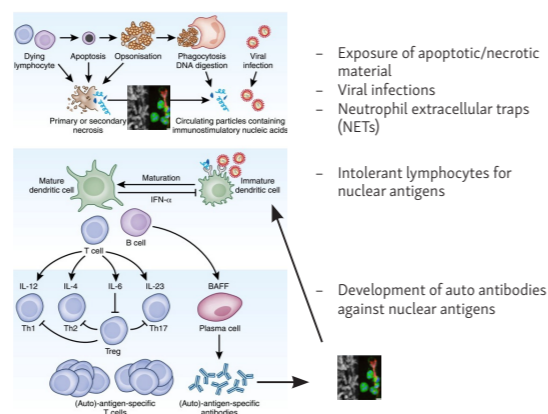 Dying
lymphocyte
Apoptosis
Opsonisation
Phagocytosis
DNA digestion
Viral
infection
Primary or secondary
necrosis
Circulating particles containing
immunostimulatory nucleic acids
– Exposure of apoptotic/necrotic
material
– Viral infections
– Neutrophil extracellular traps
(NETs)
Mature
dendritic cell
Maturation
IFN-α
Immature
dendritic cell
– Intolerant lymphocytes for
nuclear antigens
B cell
T cell
IL-12
IL-4
IL-6
IL-23
BAFF
Th1
Th2
Th17
Plasma cell
Treg
– Development of auto antibodies
against nuclear antigens
(Auto)-antigen-specific
T cells
(Auto)-antigen-specific
antibodies